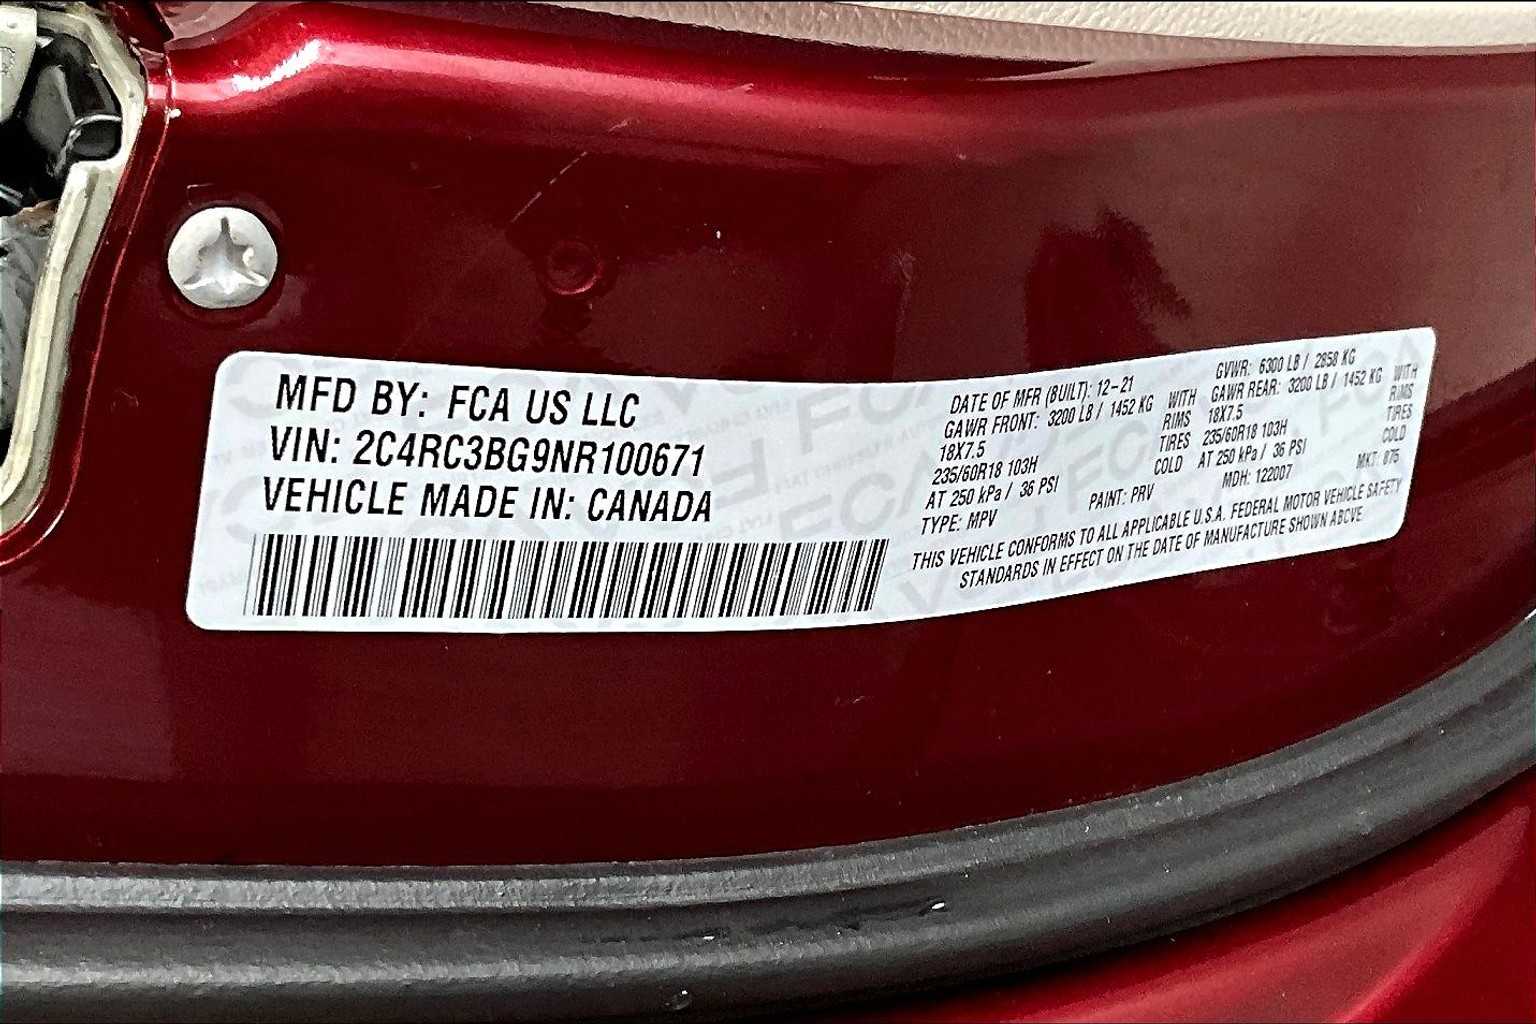 MFD BY: FCA US LLC
VIN: 2C4RC3BG9NR100671
VEHICLE MADE IN: CANADA
DATE OF MFR (BUILT): 12-21 GVWR: 6300 LB / 2858 KG
GAWR FRONT: 3200 LB / 1452 KG WITH GAWR REAR: 3200 LB / 1452 KG WITH
18X7.5 RIMS 18X7.5 RIMS
235/60R18 103H TIRES 235/60R18 103H TIRES
AT 250 kPa / 36 PSI COLD AT 250 kPa / 36 PSI COLD
TYPE: MPV PAINT: PRV MDH: 122007 MKT: 075
THIS VEHICLE CONFORMS TO ALL APPLICABLE U.S.A. FEDERAL MOTOR VEHICLE SAFETY
STANDARDS IN EFFECT ON THE DATE OF MANUFACTURE SHOWN ABOVE